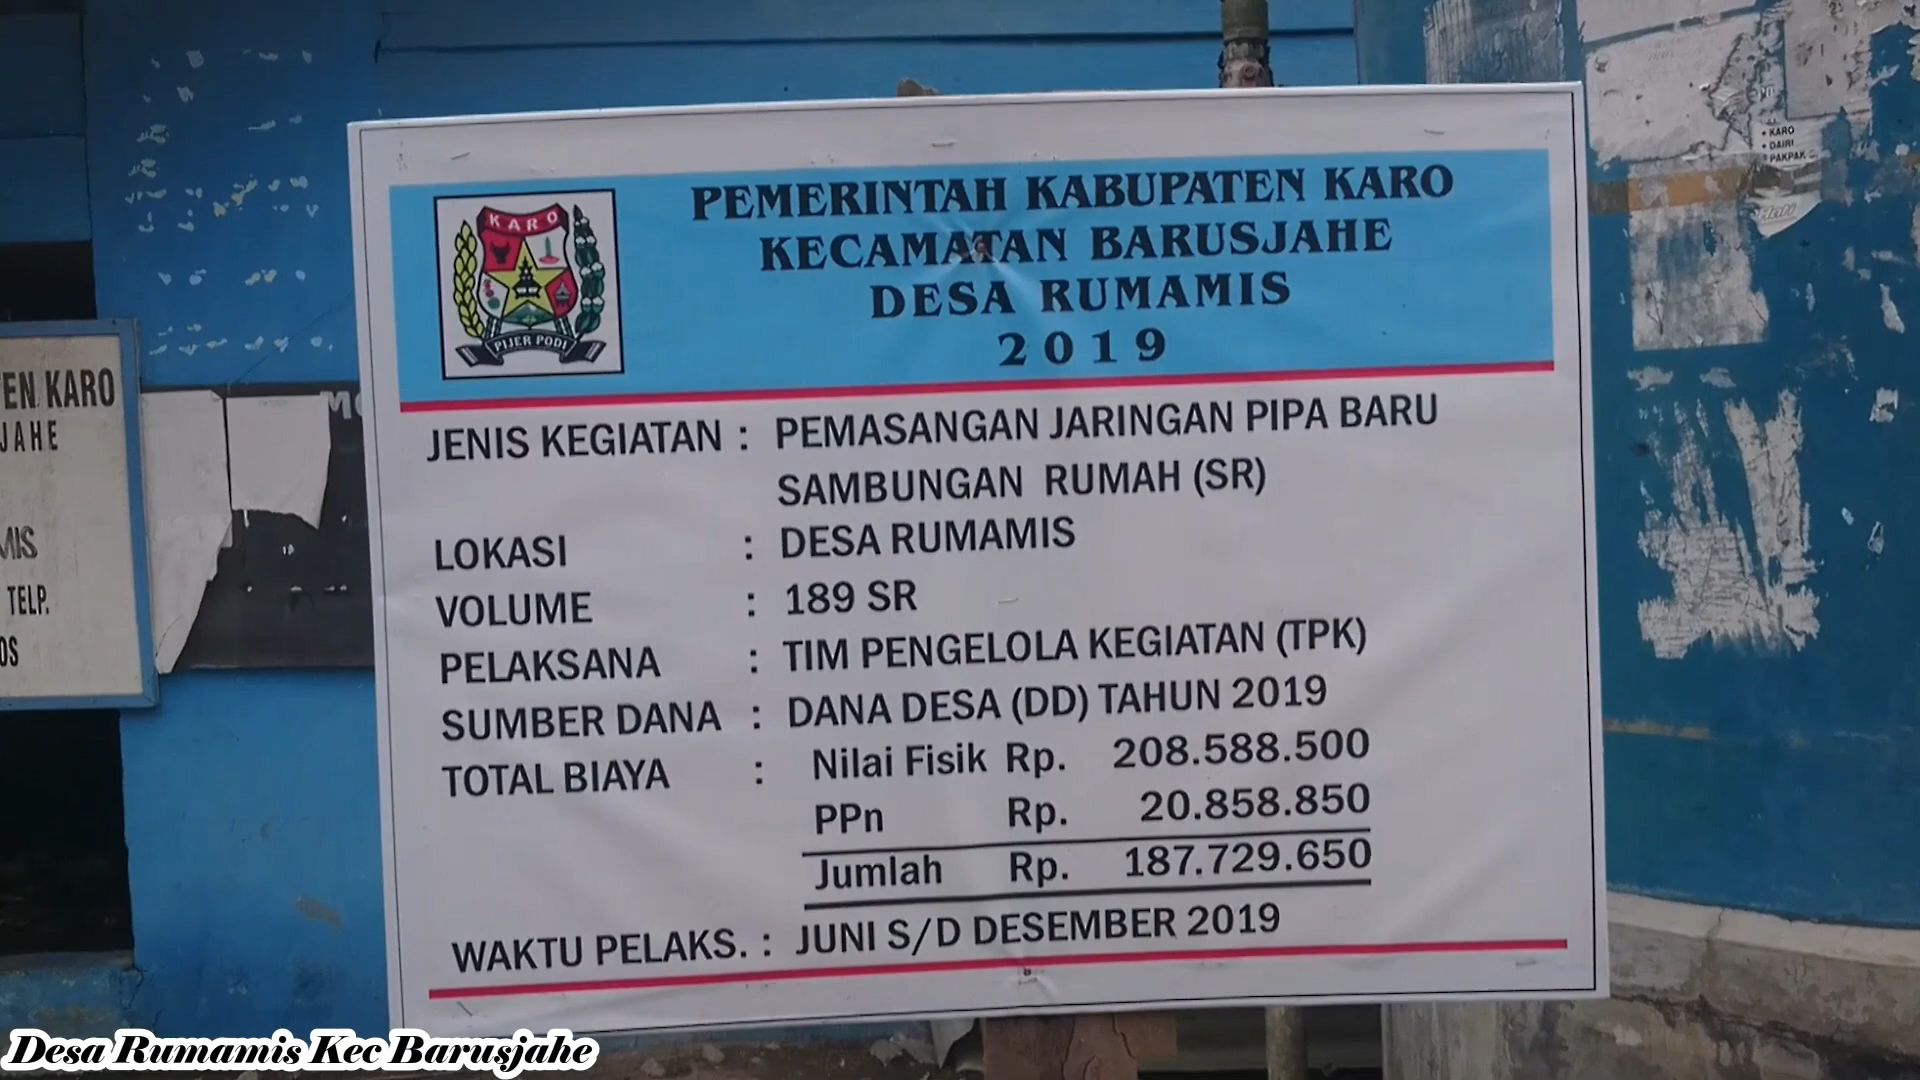 KARO
PIJER PODI
PEMERINTAH KABUPATEN KARO
KECAMATAN BARUSJAHE
DESA RUMAMIS
2019
JENIS KEGIATAN : PEMASANGAN JARINGAN PIPA BARU
SAMBUNGAN RUMAH (SR)
LOKASI : DESA RUMAMIS
VOLUME : 189 SR
PELAKSANA : TIM PENGELOLA KEGIATAN (TPK)
SUMBER DANA : DANA DESA (DD) TAHUN 2019
TOTAL BIAYA : Nilai Fisik Rp. 208.588.500
PPn Rp. 20.858.850
Jumlah Rp. 187.729.650
WAKTU PELAKS. : JUNI S/D DESEMBER 2019
EN KARO
JAHE
MIS
TELP.
OS
• KARO
• DAIRI
• PAKPAK
Desa Rumamis Kec Barusjahe